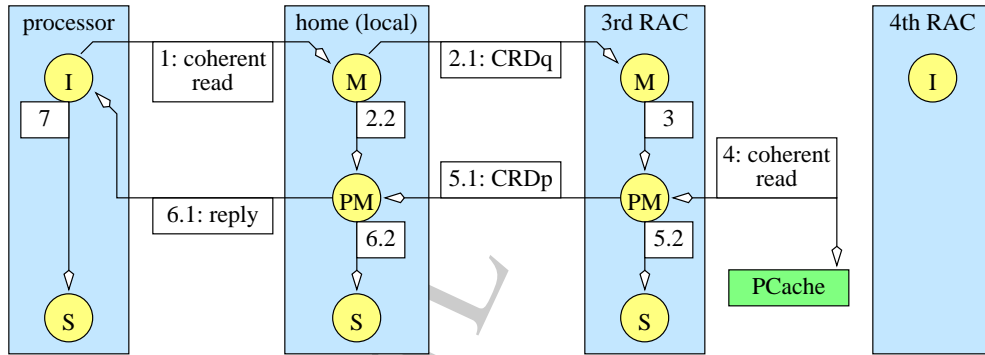 processor
home (local)
3rd RAC
4th RAC
1: coherent
read
2.1: CRDq
I
M
M
I
7
2.2
3
4: coherent
read
5.1: CRDp
6.1: reply
PM
PM
6.2
5.2
PCache
S
S
S
L